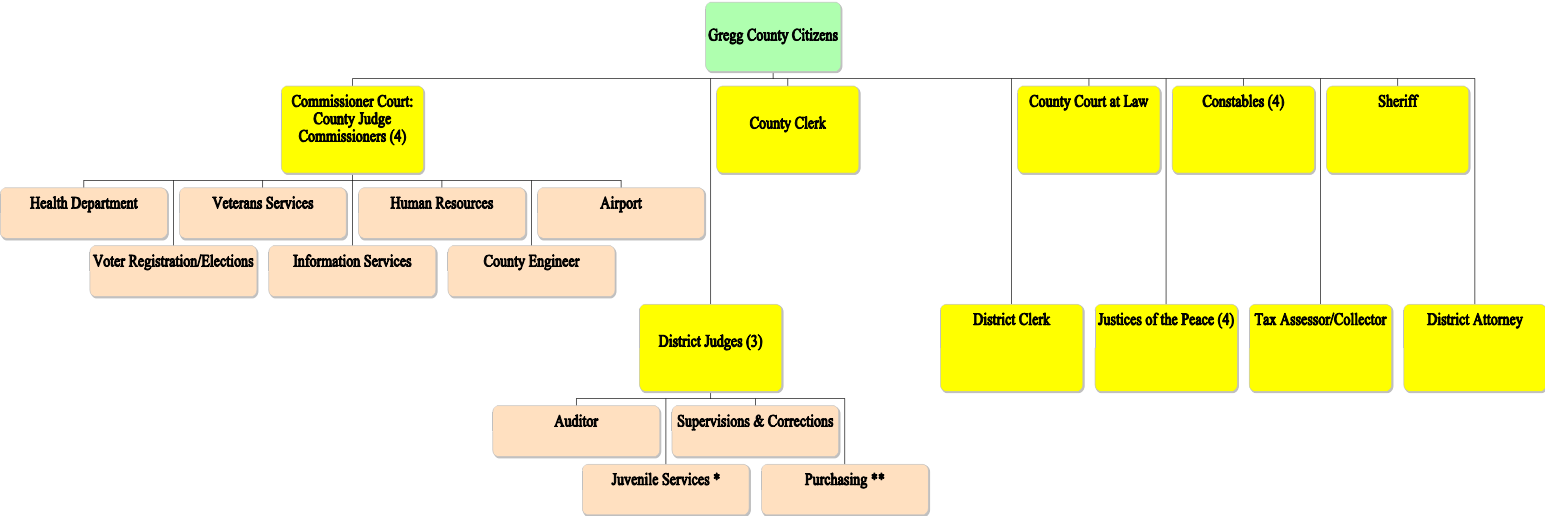 Gregg County Citizens
Commissioner Court:
County Judge
Commissioners (4)
County Clerk
County Court at Law
Constables (4)
Sheriff
Health Department
Veterans Services
Human Resources
Airport
Voter Registration/Elections
Information Services
County Engineer
District Judges (3)
District Clerk
Justices of the Peace (4)
Tax Assessor/Collector
District Attorney
Auditor
Supervisions & Corrections
Juvenile Services *
Purchasing **